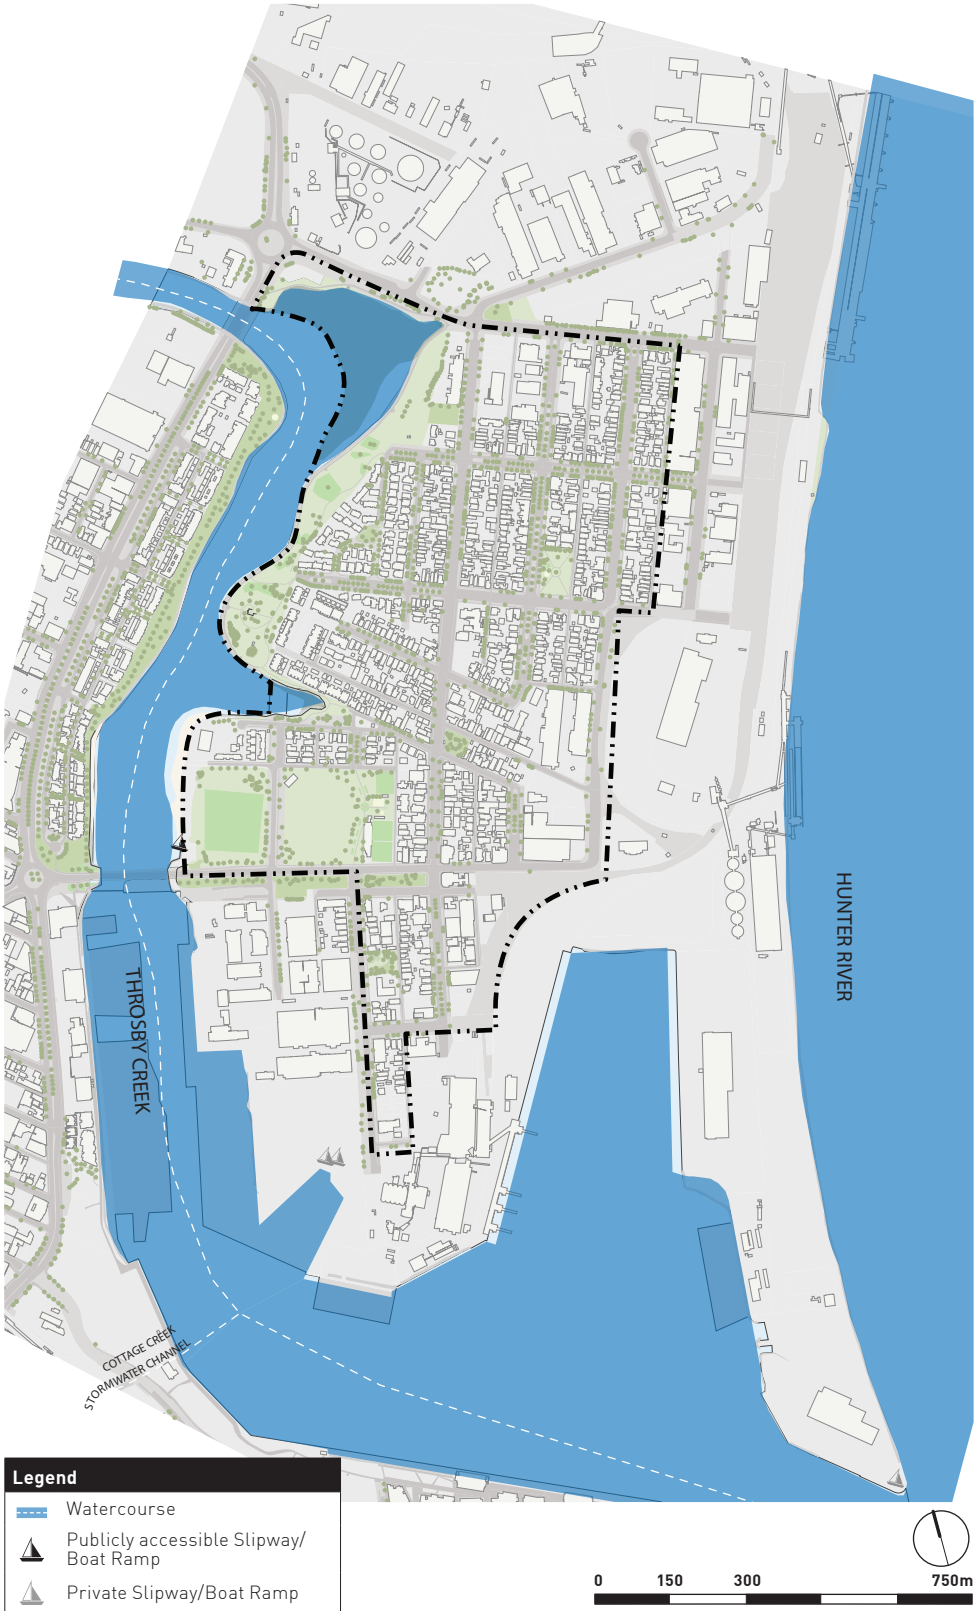 HUNTER RIVER
THROSBY CREEK
COTTAGE CREEK
STORMWATER CHANNEL
Legend
Watercourse
Publicly accessible Slipway/
Boat Ramp
Private Slipway/Boat Ramp
0 150 300 750m